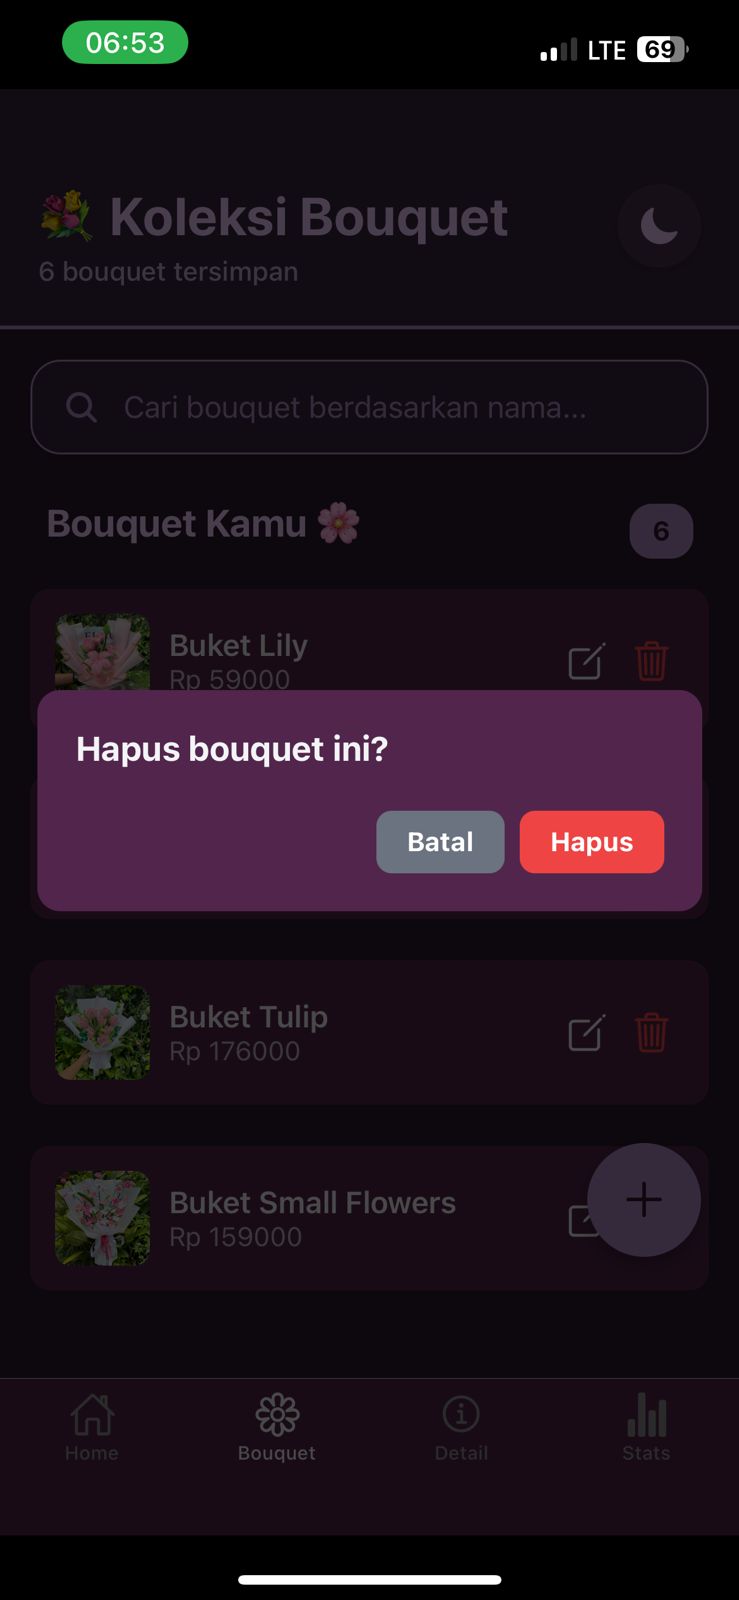 06:53
LTE 69
Koleksi Bouquet
6 bouquet tersimpan
Cari bouquet berdasarkan nama...
Bouquet Kamu
6
Buket Lily
Rp 59000
Hapus bouquet ini?
Batal
Hapus
Buket Tulip
Rp 176000
Buket Small Flowers
Rp 159000
Home
Bouquet
Detail
Stats